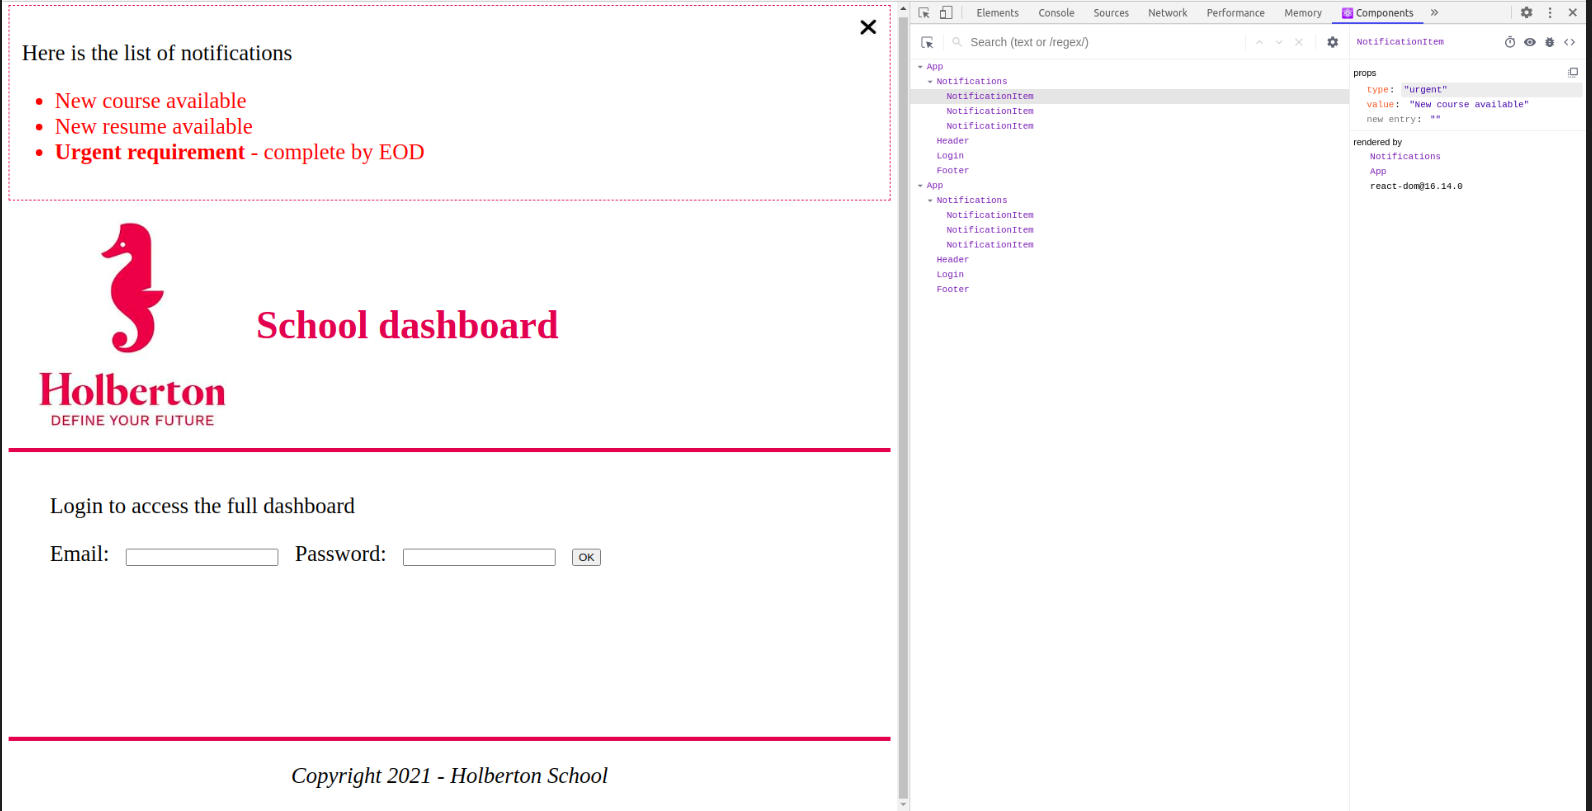 Here is the list of notifications
New course available
New resume available
Urgent requirement - complete by EOD
Holberton
DEFINE YOUR FUTURE
School dashboard
Login to access the full dashboard
Email: Password: OK
Copyright 2021 - Holberton School
Elements Console Sources Network Performance Memory Components »
Search (text or /regex/)
App
Notifications
NotificationItem
NotificationItem
NotificationItem
Header
Login
Footer
App
Notifications
NotificationItem
NotificationItem
NotificationItem
Header
Login
Footer
NotificationItem
props
type: "urgent"
value: "New course available"
new entry: ""
rendered by
Notifications
App
react-dom@16.14.0